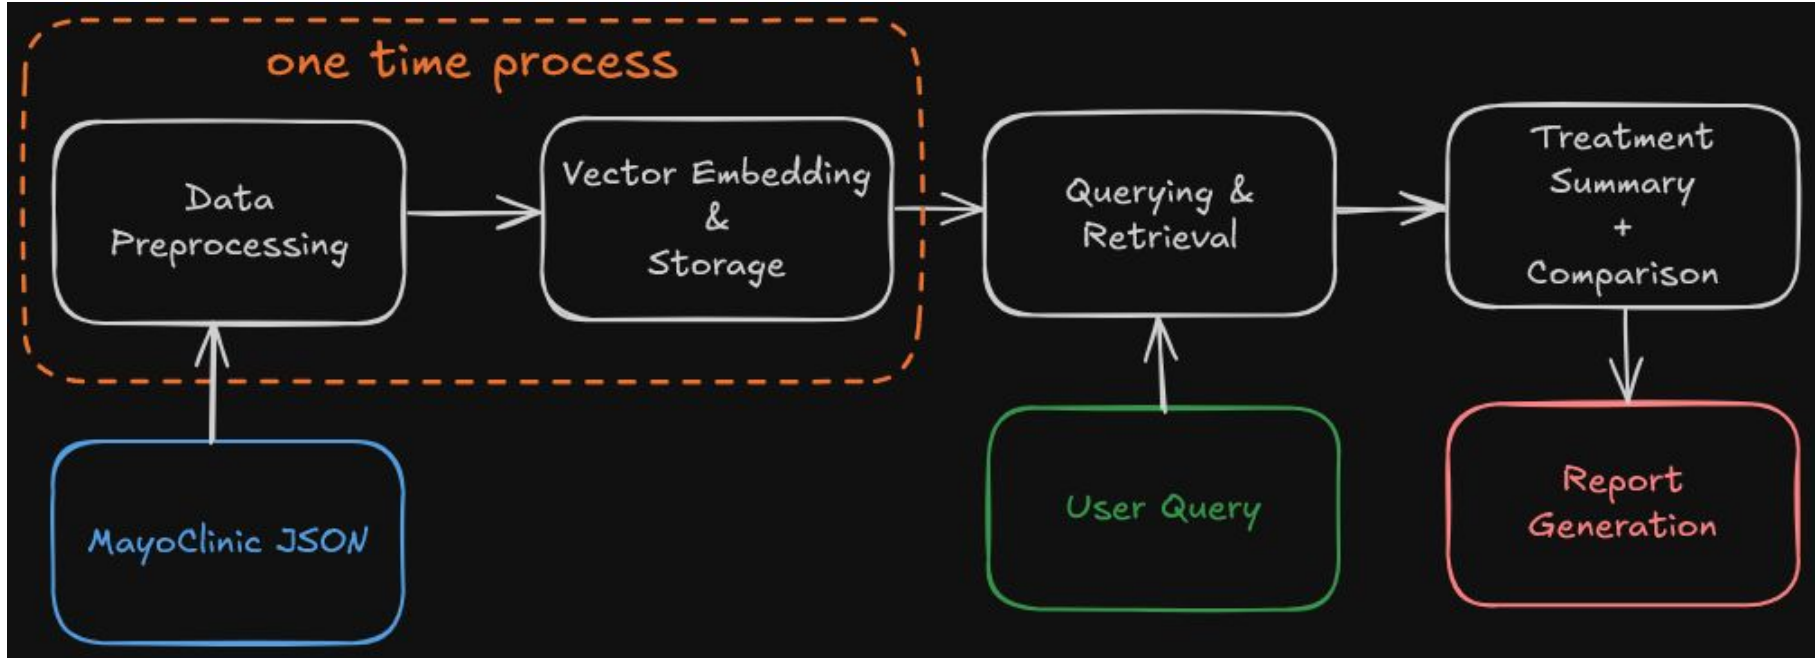 one time process
Data
Preprocessing
Vector Embedding
&
Storage
Querying &
Retrieval
Treatment
Summary
+
Comparison
MayoClinic JSON
User Query
Report
Generation